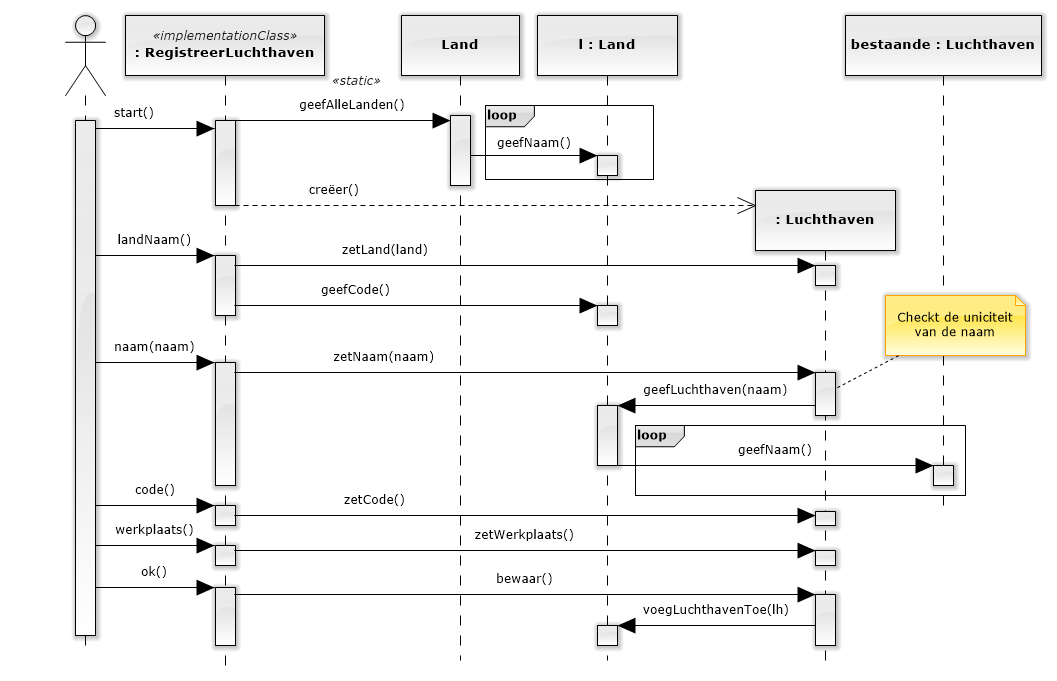 «implementationClass»
: RegistreerLuchthaven
Land
l : Land
bestaande : Luchthaven
«static»
start()
geefAlleLanden()
loop
geefNaam()
creëer()
: Luchthaven
landNaam()
zetLand(land)
geefCode()
Checkt de uniciteit
van de naam
naam(naam)
zetNaam(naam)
geefLuchthaven(naam)
loop
geefNaam()
code()
zetCode()
werkplaats()
zetWerkplaats()
ok()
bewaar()
voegLuchthavenToe(lh)